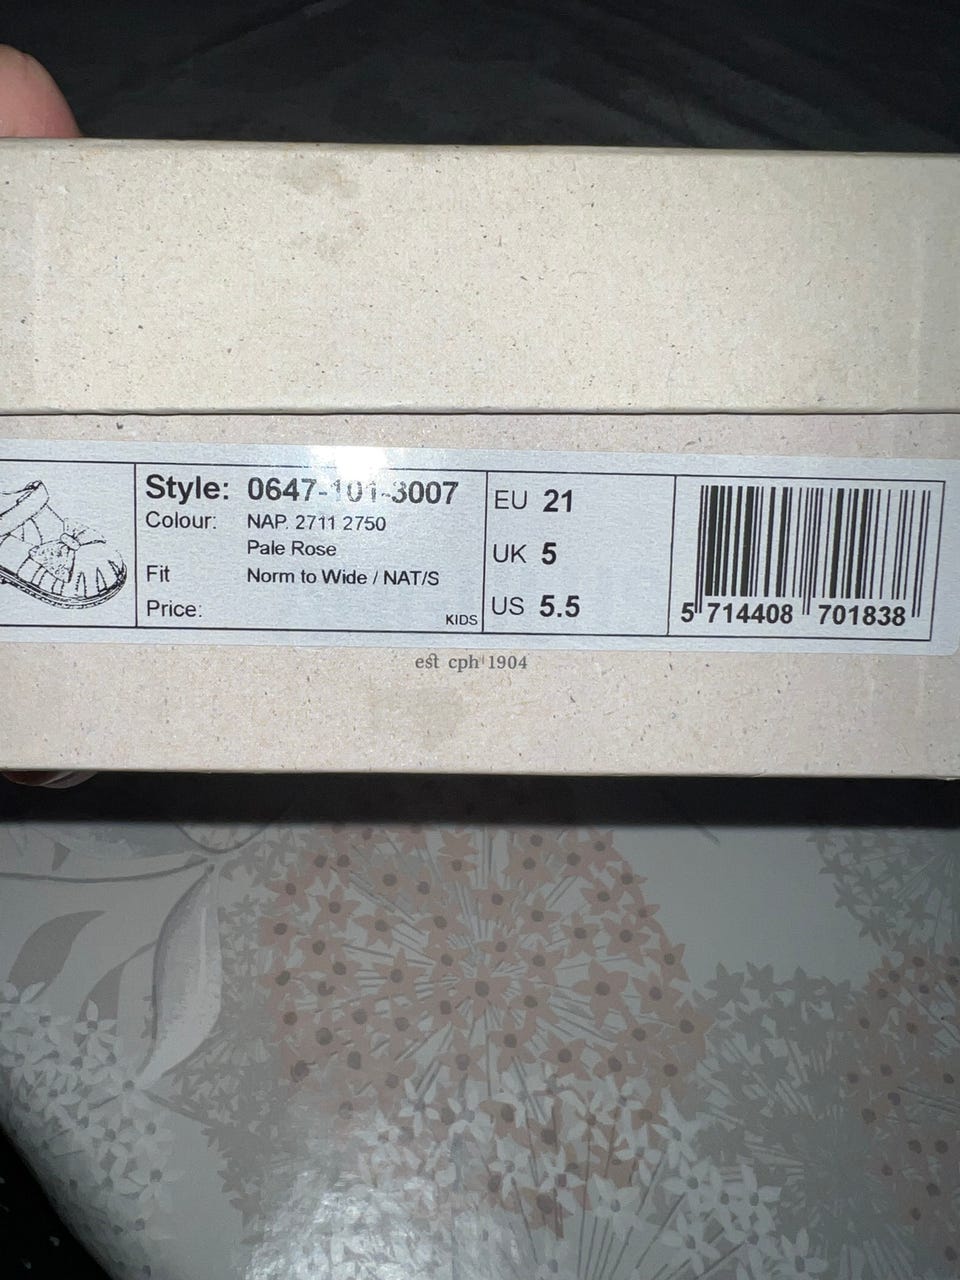 Style: 0647-101-3007
Colour: NAP. 2711 2750
Pale Rose
Fit Norm to Wide / NAT/S
Price:
KIDS
EU 21
UK 5
US 5.5
5 714408 701838
est cph 1904